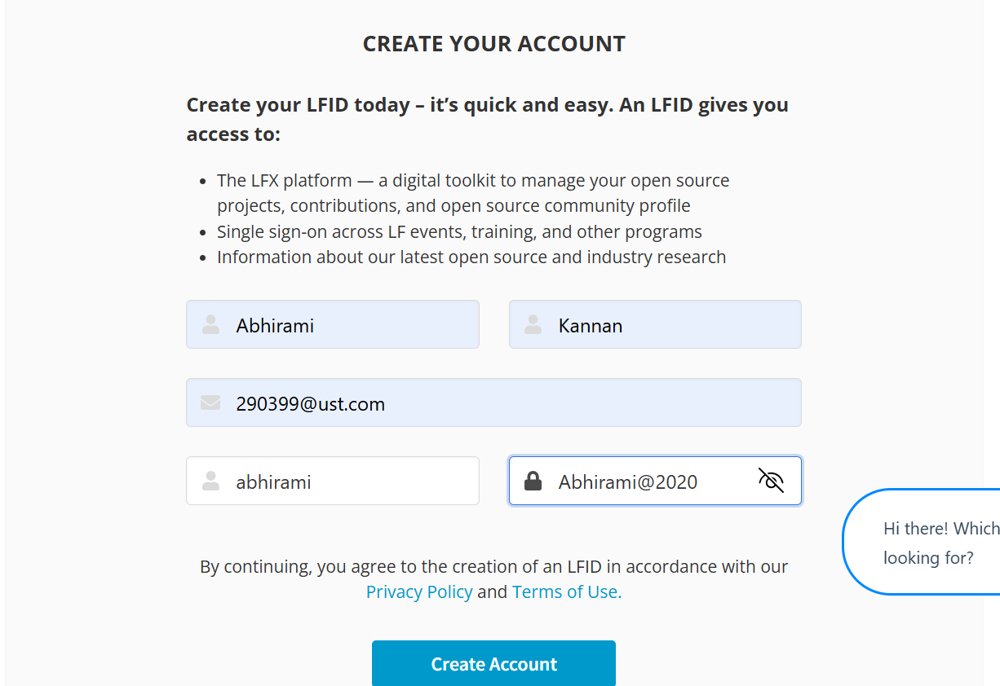 CREATE YOUR ACCOUNT
Create your LFID today – it’s quick and easy. An LFID gives you
access to:
• The LFX platform — a digital toolkit to manage your open source
projects, contributions, and open source community profile
• Single sign-on across LF events, training, and other programs
• Information about our latest open source and industry research
Abhirami
Kannan
290399@ust.com
abhirami
Abhirami@2020
Hi there! Which
looking for?
By continuing, you agree to the creation of an LFID in accordance with our
Privacy Policy and Terms of Use.
Create Account